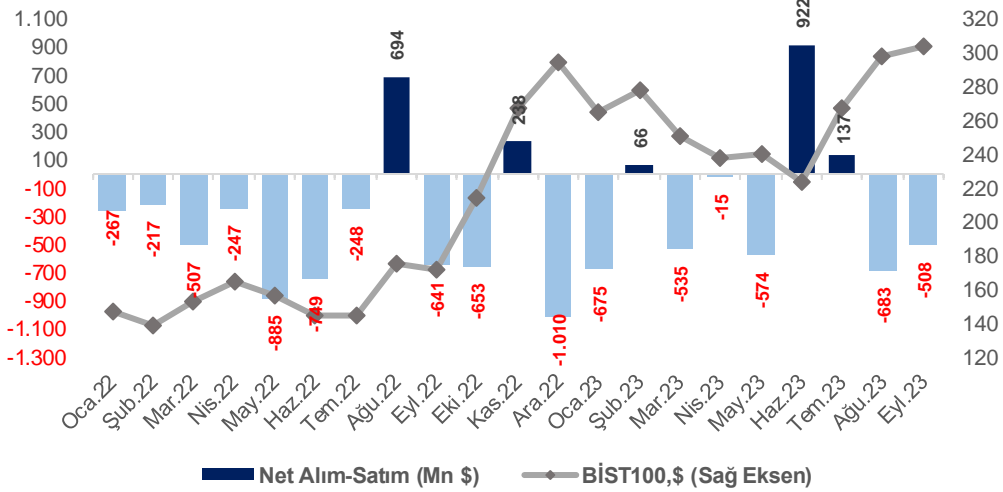 1.100
900
700
500
300
100
-100
-300
-500
-700
-900
-1.100
-1.300
320
300
280
260
240
220
200
180
160
140
120
-267
-217
-507
-247
-885
-749
-248
694
-641
-653
238
-1.010
-675
66
-535
-15
-574
922
137
-683
-508
Oca.22
Şub.22
Mar.22
Nis.22
May.22
Haz.22
Tem.22
Ağu.22
Eyl.22
Eki.22
Kas.22
Ara.22
Oca.23
Şub.23
Mar.23
Nis.23
May.23
Haz.23
Tem.23
Ağu.23
Eyl.23
Net Alım-Satım (Mn $)
BİST100,$ (Sağ Eksen)